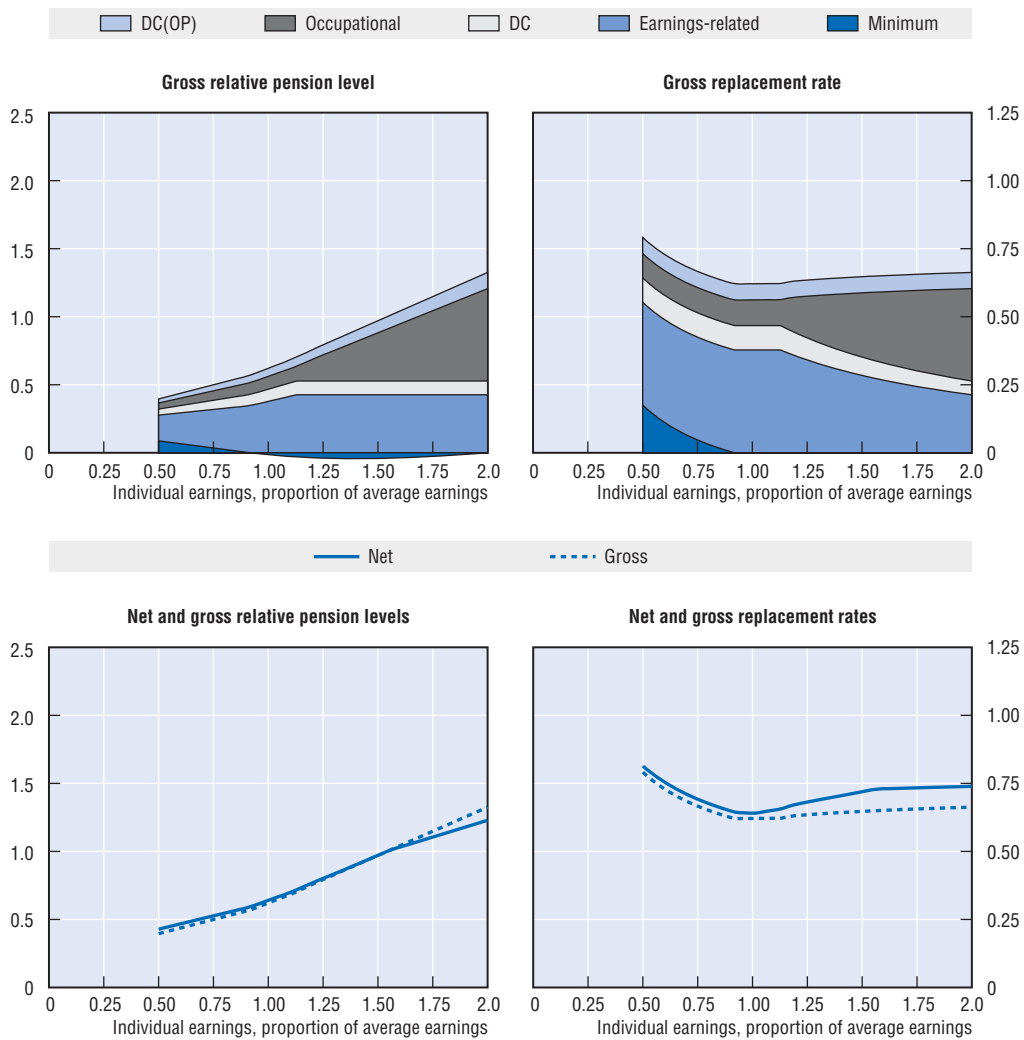 DC(OP) Occupational DC Earnings-related Minimum
Gross relative pension level
2.5
2.0
1.5
1.0
0.5
0
0 0.25 0.50 0.75 1.00 1.25 1.50 1.75 2.0
Individual earnings, proportion of average earnings
Gross replacement rate
1.25
1.00
0.75
0.50
0.25
0
0 0.25 0.50 0.75 1.00 1.25 1.50 1.75 2.0
Individual earnings, proportion of average earnings
Net Gross
Net and gross relative pension levels
2.5
2.0
1.5
1.0
0.5
0
0 0.25 0.50 0.75 1.00 1.25 1.50 1.75 2.0
Individual earnings, proportion of average earnings
Net and gross replacement rates
1.25
1.00
0.75
0.50
0.25
0
0 0.25 0.50 0.75 1.00 1.25 1.50 1.75 2.0
Individual earnings, proportion of average earnings